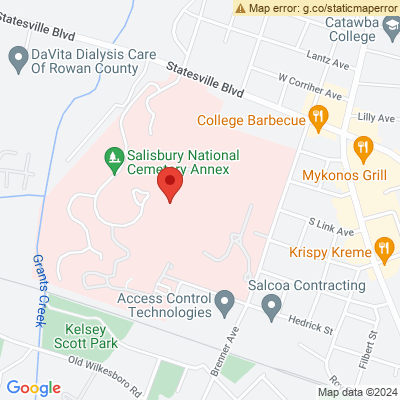 Map error: g.co/staticmaperror
Statesville Blvd
Catawba
College
DaVita Dialysis Care
Of Rowan County
Lantz Ave
Statesville Blvd
W Corriher Ave
College Barbecue
Lilly Ave
Salisbury National
Cemetery Annex
Mykonos Grill
S Link Ave
Krispy Kreme
Grants Creek
Access Control
Technologies
Salcoa Contracting
Kelsey
Scott Park
Hedrick St
Brenner Ave
Filbert St
Old Wilkesboro Rd
Google
Map data ©2024